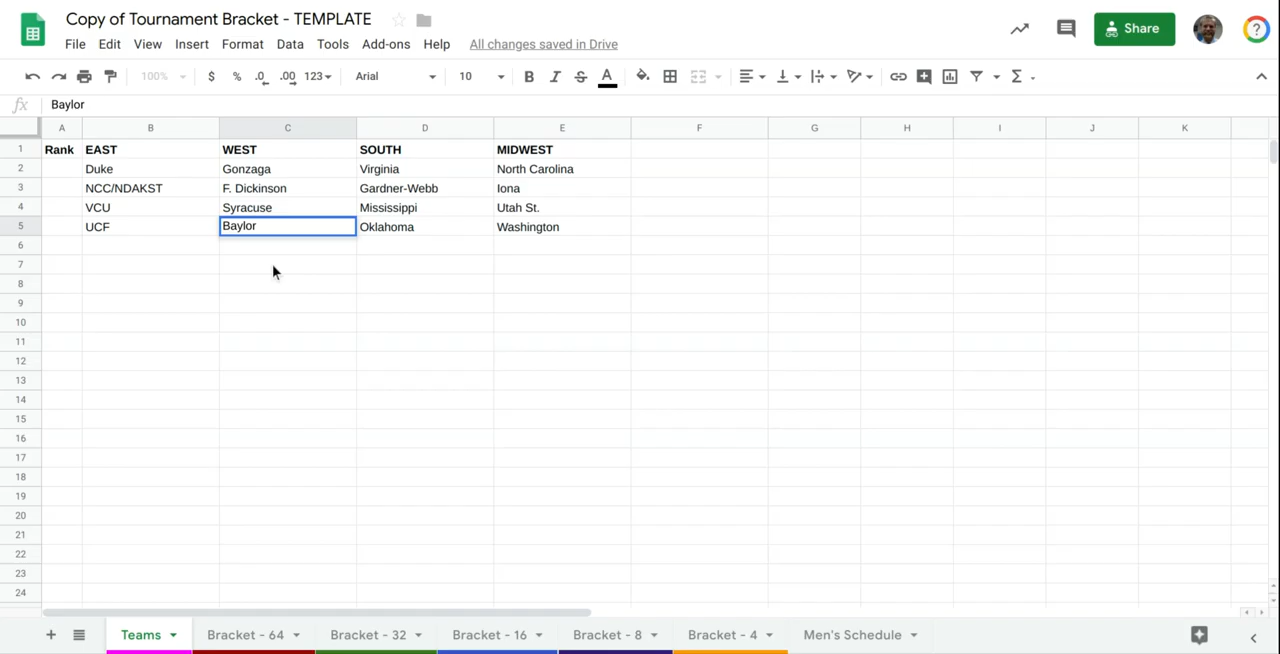 Copy of Tournament Bracket - TEMPLATE
File Edit View Insert Format Data Tools Add-ons Help All changes saved in Drive
Share
?
100% $ % .0 .00 123 Arial 10 B I S A Σ
fx Baylor
A B C D E F G H I J K
1 Rank EAST WEST SOUTH MIDWEST
2 Duke Gonzaga Virginia North Carolina
3 NCC/NDAKST F. Dickinson Gardner-Webb Iona
4 VCU Syracuse Mississippi Utah St.
5 UCF Baylor Oklahoma Washington
6
7
8
9
10
11
12
13
14
15
16
17
18
19
20
21
22
23
24
+ Teams Bracket - 64 Bracket - 32 Bracket - 16 Bracket - 8 Bracket - 4 Men's Schedule